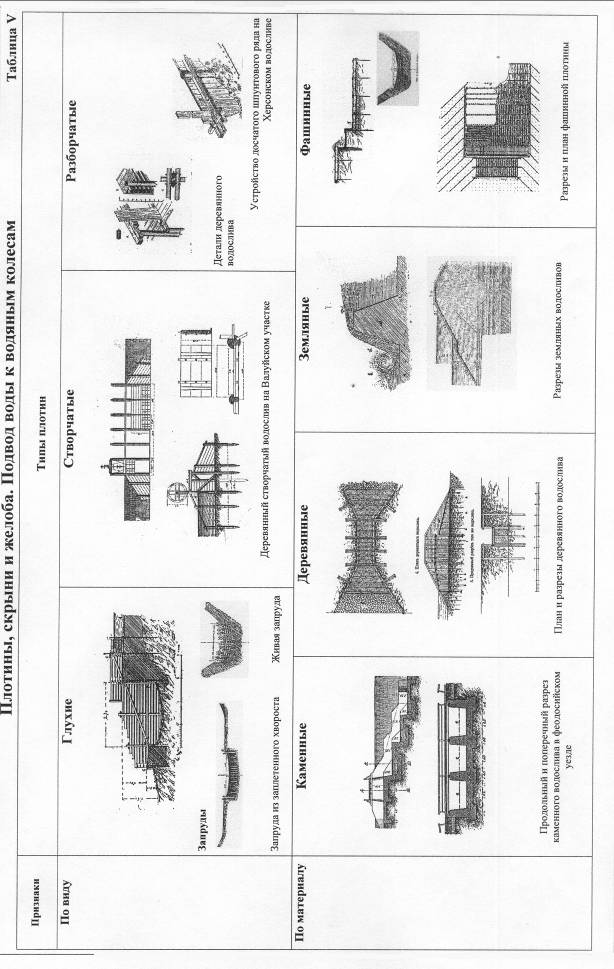 Таблица V
Плотины, скрыни и желоба. Подвод воды к водяным колесам
Признаки
Типы плотин
По виду
Глухие
Запруды
Запруда из заплетенного хвороста
Живая запруда
Створчатые
Деревянный створчатый водослив на Валуйском участке
Разборчатые
Детали деревянного
водослива
Устройство досчатого шпунтового ряда на
Херсонском водосливе
По материалу
Каменные
Продольный и поперечный разрез
каменного водослива в феодосийском
уезде
Деревянные
План и разрезы деревянного водослива
Земляные
Разрезы земляных водосливов
Фашинные
Разрезы и план фашинной плотины